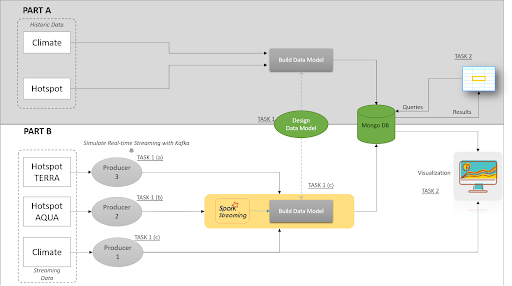 PART A
Historic Data
Climate
Hotspot
Build Data Model
TASK 2
Queries
Results
TASK 1
Design
Data Model
Mongo DB
PART B
Simulate Real-time Streaming with Kafka
Hotspot
TERRA
Producer
3
TASK 1 (a)
Hotspot
AQUA
Producer
2
TASK 1 (b)
Spark
Streaming
Build Data Model
TASK 1 (c)
Visualization
TASK 2
Climate
Producer
1
TASK 1 (c)
Streaming
Data